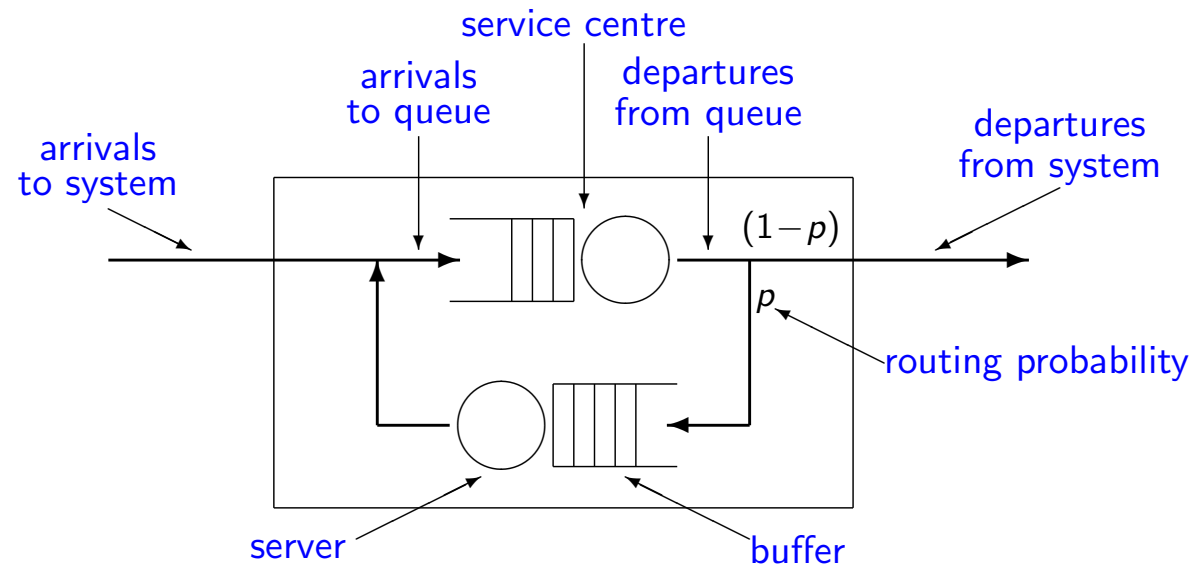 service centre
arrivals
to queue
departures
from queue
arrivals
to system
departures
from system
(1−p)
p
routing probability
server
buffer